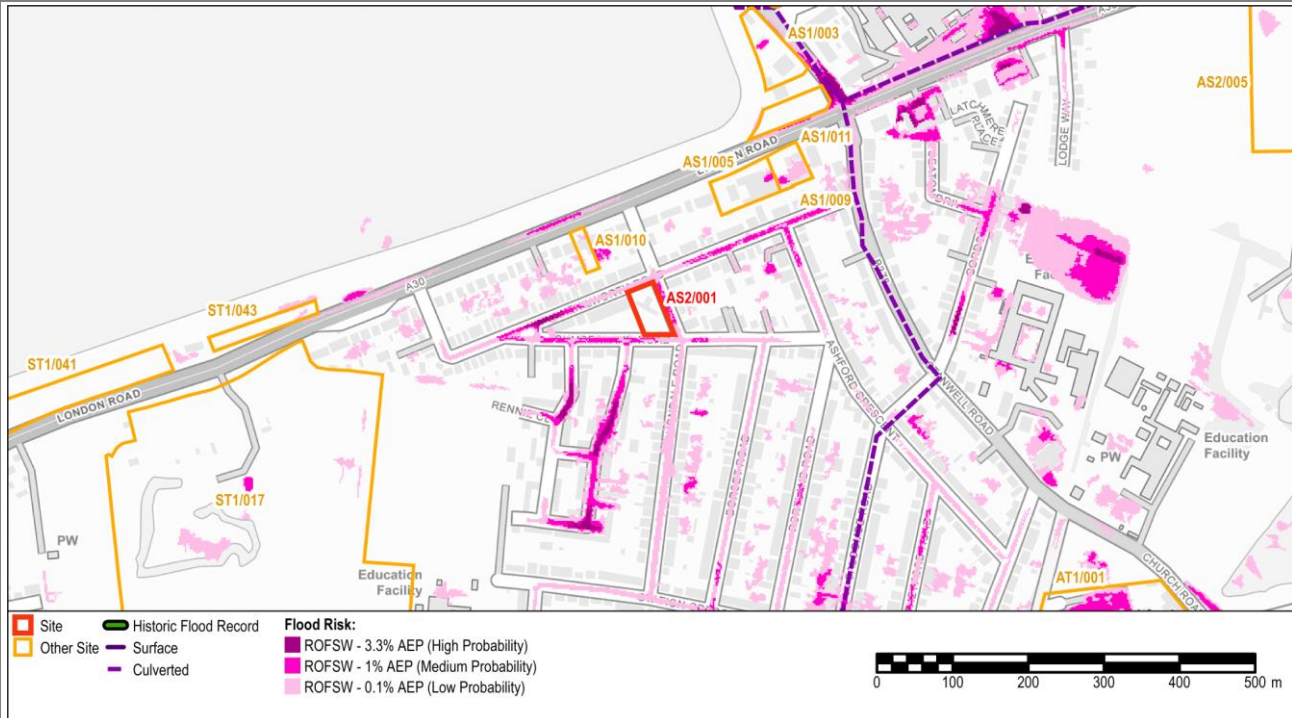 AS1/003
A30
AS2/005
LATCHMERE
PLACE
LODGE WAY
AS1/011
AS1/005
ROAD
AS1/009
AS1/010
A30
AS2/001
ST1/043
ST1/041
LONDON ROAD
ASHFORD CRESCENT
RENNIE
Education
Facility
PW
ST1/017
PW
Education
Facility
CHURCH ROAD
AT1/001
Site
Other Site
Historic Flood Record
Surface
Culverted
Flood Risk:
ROFSW - 3.3% AEP (High Probability)
ROFSW - 1% AEP (Medium Probability)
ROFSW - 0.1% AEP (Low Probability)
0 100 200 300 400 500 m